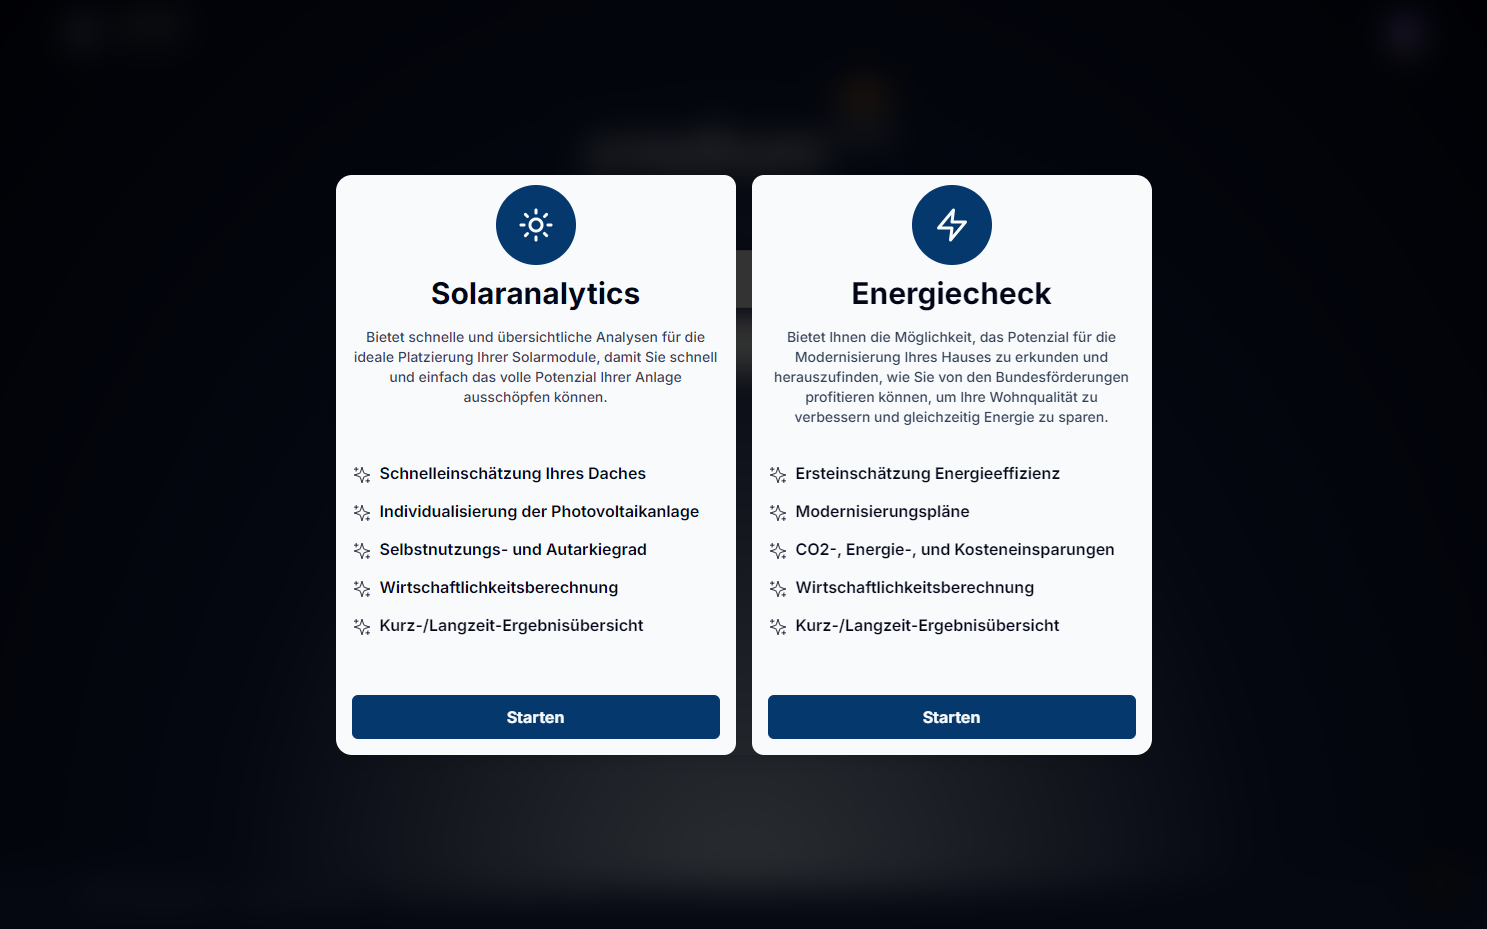 Solaranalytics
Bietet schnelle und übersichtliche Analysen für die
ideale Platzierung Ihrer Solarmodule, damit Sie schnell
und einfach das volle Potenzial Ihrer Anlage
ausschöpfen können.
Schnelleinschätzung Ihres Daches
Individualisierung der Photovoltaikanlage
Selbstnutzungs- und Autarkiegrad
Wirtschaftlichkeitsberechnung
Kurz-/Langzeit-Ergebnisübersicht
Starten
Energiecheck
Bietet Ihnen die Möglichkeit, das Potenzial für die
Modernisierung Ihres Hauses zu erkunden und
herauszufinden, wie Sie von den Bundesförderungen
profitieren können, um Ihre Wohnqualität zu
verbessern und gleichzeitig Energie zu sparen.
Ersteinschätzung Energieeffizienz
Modernisierungspläne
CO2-, Energie-, und Kosteneinsparungen
Wirtschaftlichkeitsberechnung
Kurz-/Langzeit-Ergebnisübersicht
Starten